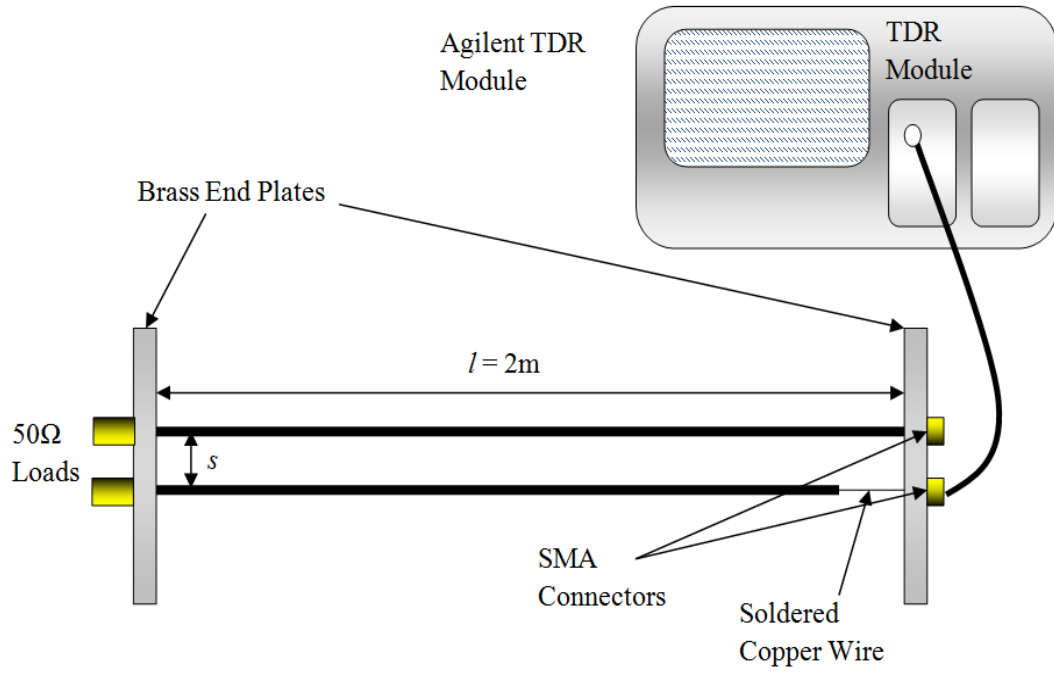 Agilent TDR
Module
TDR
Module
Brass End Plates
l = 2m
50Ω
Loads
s
SMA
Connectors
Soldered
Copper Wire